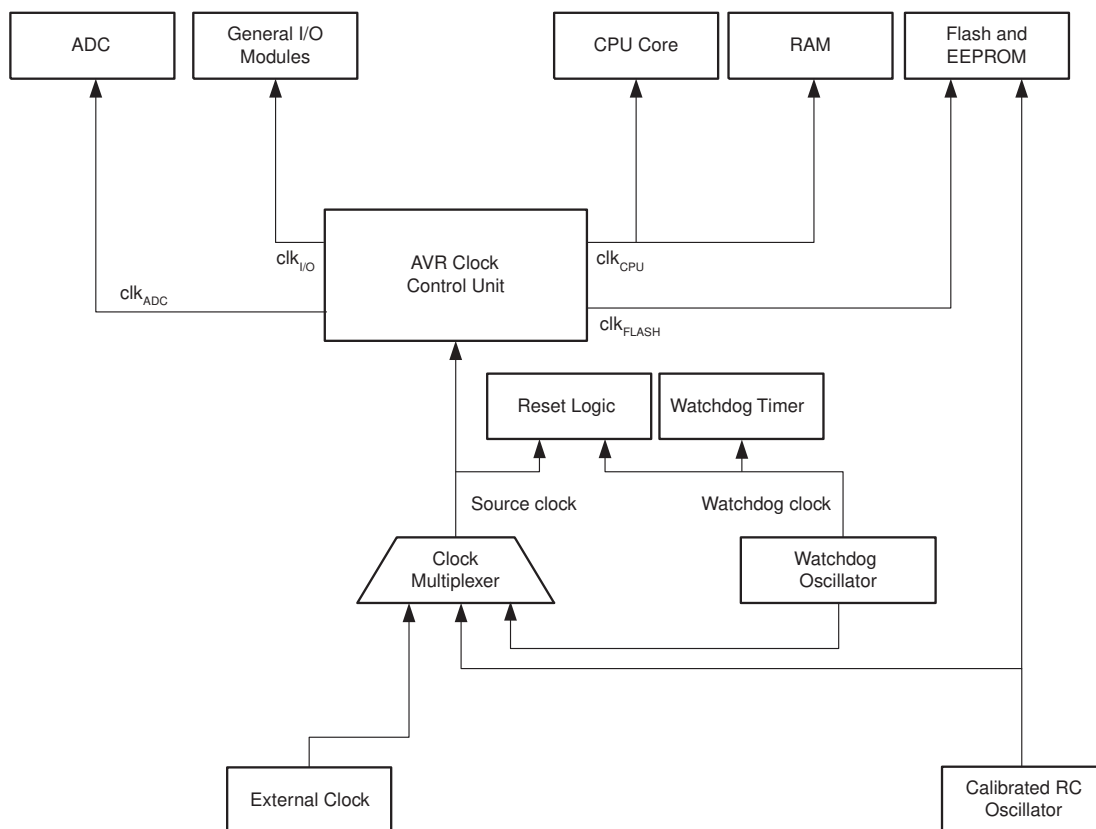 ADC
General I/O
Modules
CPU Core
RAM
Flash and
EEPROM
clkI/O
AVR Clock
Control Unit
clkCPU
clkADC
clkFLASH
Reset Logic
Watchdog Timer
Source clock
Watchdog clock
Clock
Multiplexer
Watchdog
Oscillator
External Clock
Calibrated RC
Oscillator